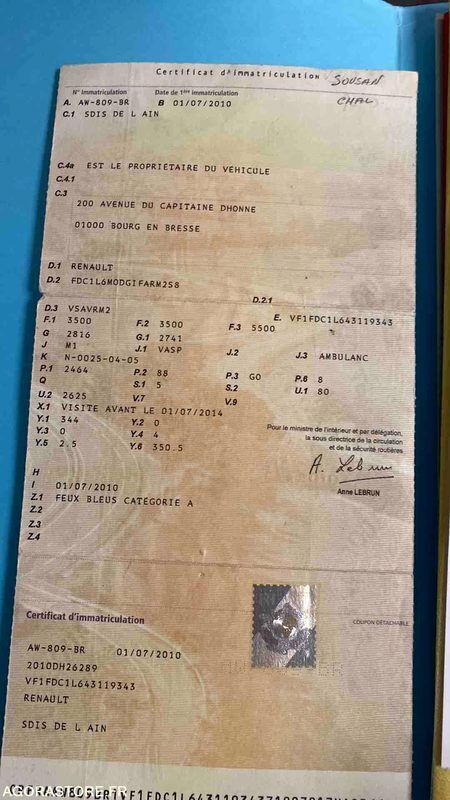 Certificat d'immatriculation SOUSAN
CHAL
N° Immatriculation Date de 1ère immatriculation
A. AW-809-BR B 01/07/2010
C.1 SDIS DE L AIN
C.4a EST LE PROPRIETAIRE DU VEHICULE
C.4.1
C.3
200 AVENUE DU CAPITAINE DHONNE
01000 BOURG EN BRESSE
D.1 RENAULT
D.2 FDC1L6MODGIFARM2S8
D.2.1
D.3 VSAVRM2 E. VF1FDC1L643119343
F.1 3500 F.2 3500 F.3 5500
G 2816 G.1 2741
J M1 J.1 VASP J.2 J.3 AMBULANC
K N-0025-04-05
P.1 2464 P.2 88 P.3 GO P.6 8
Q S.1 5 S.2 U.1 80
U.2 2625 V.7 V.9
X.1 VISITE AVANT LE 01/07/2014
Y.1 344 Y.2 0
Y.3 0 Y.4 4
Y.5 2.5 Y.6 350.5
Pour le ministre de l'intérieur et par délégation,
la sous directrice de la circulation
et de la sécurité routières
A. Lebrun
Anne LEBRUN
H
I 01/07/2010
Z.1 FEUX BLEUS CATEGORIE A
Z.2
Z.3
Z.4
Certificat d'immatriculation COUPON DÉTACHABLE
AW-809-BR 01/07/2010
2010DH26289
VF1FDC1L643119343
RENAULT
SDIS DE L AIN
AGORASTORE.FR